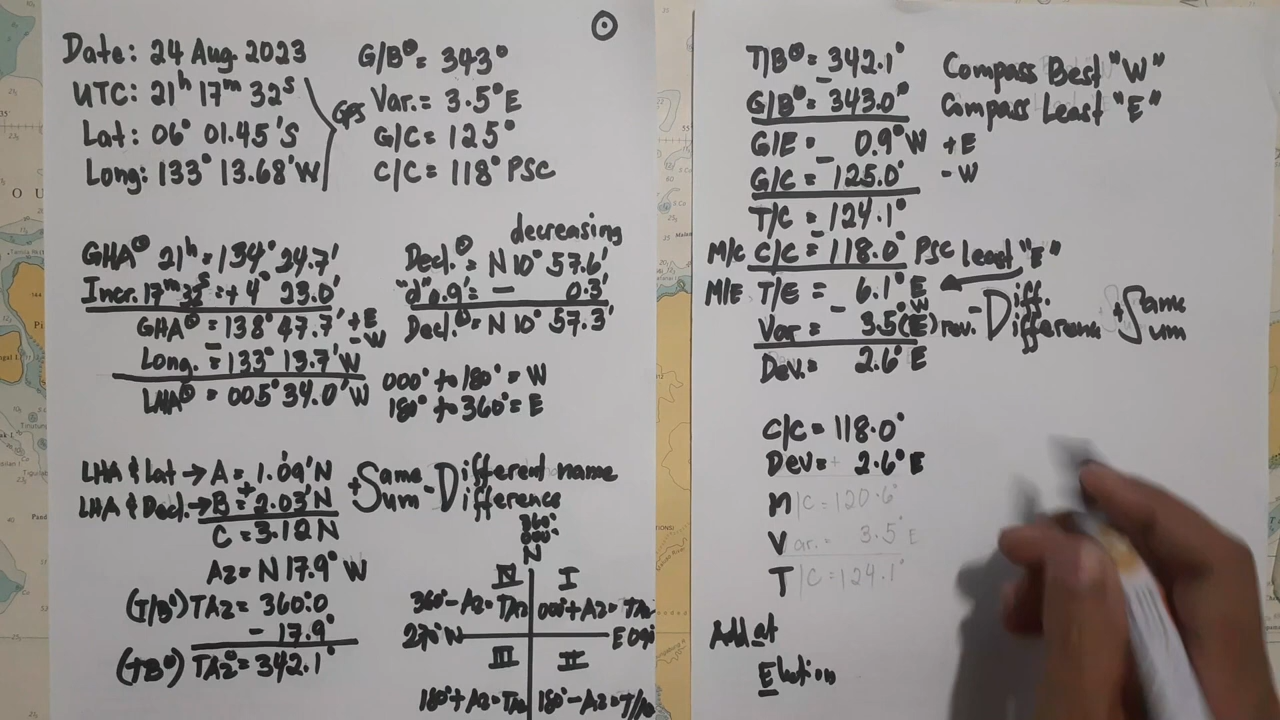 Date: 24 Aug 2023
UTC: 21h 17m 32s
Lat: 06° 01.45'S
Long: 133° 13.68'W
GPS
G/B☉ = 343°
Var. = 3.5°E
G/C = 125°
C/C = 118° PSC
GHA☉ 21h = 134° 24.7'
Incr. 17m 32s = + 4° 23.0'
GHA☉ = 138° 47.7' +E
-W
Long. = 133° 13.7'W
LHA☉ = 005° 34.0'W
decreasing
Decl.☉ = N 10° 57.6'
"d" 0.9' = - 0.3'
Decl.☉ = N 10° 57.3'
000° to 180° = W
180° to 360° = E
LHA & Lat → A = 1.09'N
LHA & Decl. → B = + 2.03'N
C = 3.12 N
+ Same Sum - Different name Difference
Az = N 17.9° W
(T/B☉) TAz = 360.0
- 17.9°
(TB☉) TAz☉ = 342.1°
360°
000°
N
IV I
360°-Az=TAz 000°+Az=TAz
270°W E 090
III II
180°+Az=TAz 180°-Az=T/A
T/B☉ = 342.1°
G/B☉ = - 343.0°
G/E = 0.9°W
G/C = - 125.0°
T/C = 124.1°
M/C C/C = - 118.0° PSC Least "E"
M/E T/E = 6.1° E
Var = - 3.5°(E) W rev.
Dev. = 2.6° E
Compass Best "W"
Compass Least "E"
+E
-W
- Diff. Difference + Same Sum
C/C = 118.0°
Dev = + 2.6° E
M/C = 120.6°
Var. = 3.5° E
T/C = 124.1°
Add at
Elution